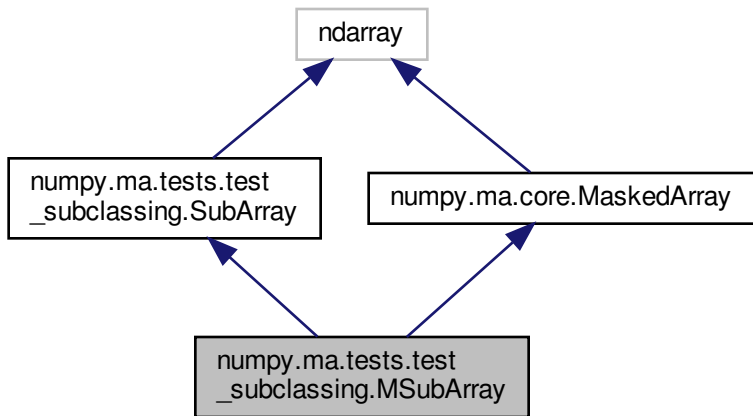 ndarray
numpy.ma.tests.test
_subclassing.SubArray
numpy.ma.core.MaskedArray
numpy.ma.tests.test
_subclassing.MSubArray